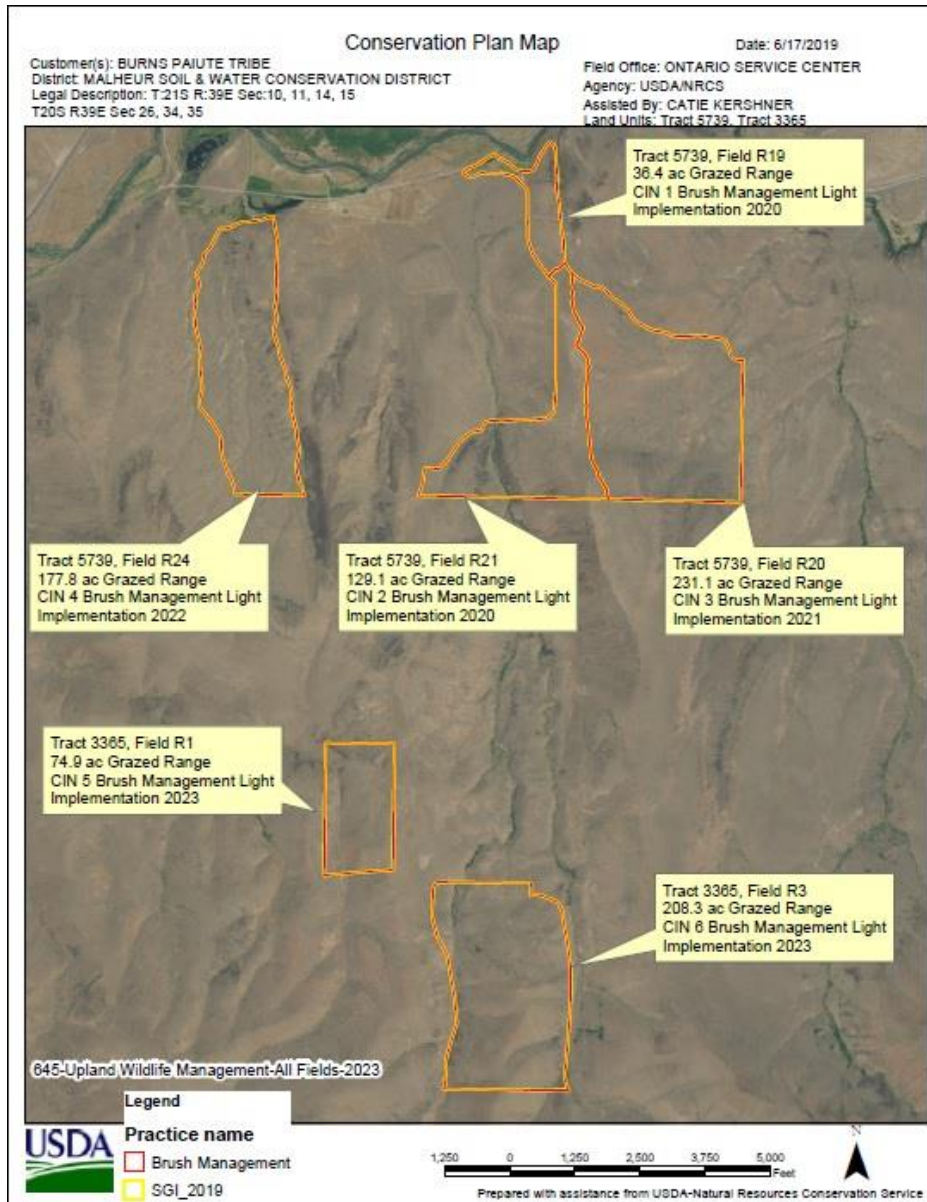 Conservation Plan Map
Date: 6/17/2019
Customer(s): BURNS PAIUTE TRIBE
District: MALHEUR SOIL & WATER CONSERVATION DISTRICT
Legal Description: T:21S R:39E Sec:10, 11, 14, 15
T20S R39E Sec 26, 34, 35
Field Office: ONTARIO SERVICE CENTER
Agency: USDA/NRCS
Assisted By: CATIE KERSHNER
Land Units: Tract 5739, Tract 3365
Tract 5739, Field R19
36.4 ac Grazed Range
CIN 1 Brush Management Light
Implementation 2020
Tract 5739, Field R24
177.8 ac Grazed Range
CIN 4 Brush Management Light
Implementation 2022
Tract 5739, Field R21
129.1 ac Grazed Range
CIN 2 Brush Management Light
Implementation 2020
Tract 5739, Field R20
231.1 ac Grazed Range
CIN 3 Brush Management Light
Implementation 2021
Tract 3365, Field R1
74.9 ac Grazed Range
CIN 5 Brush Management Light
Implementation 2023
Tract 3365, Field R3
208.3 ac Grazed Range
CIN 6 Brush Management Light
Implementation 2023
645-Upland Wildlife Management-All Fields-2023
Legend
Practice name
Brush Management
SGI_2019
USDA
1,250 0 1,250 2,500 3,750 5,000
Feet
N
Prepared with assistance from USDA-Natural Resources Conservation Service